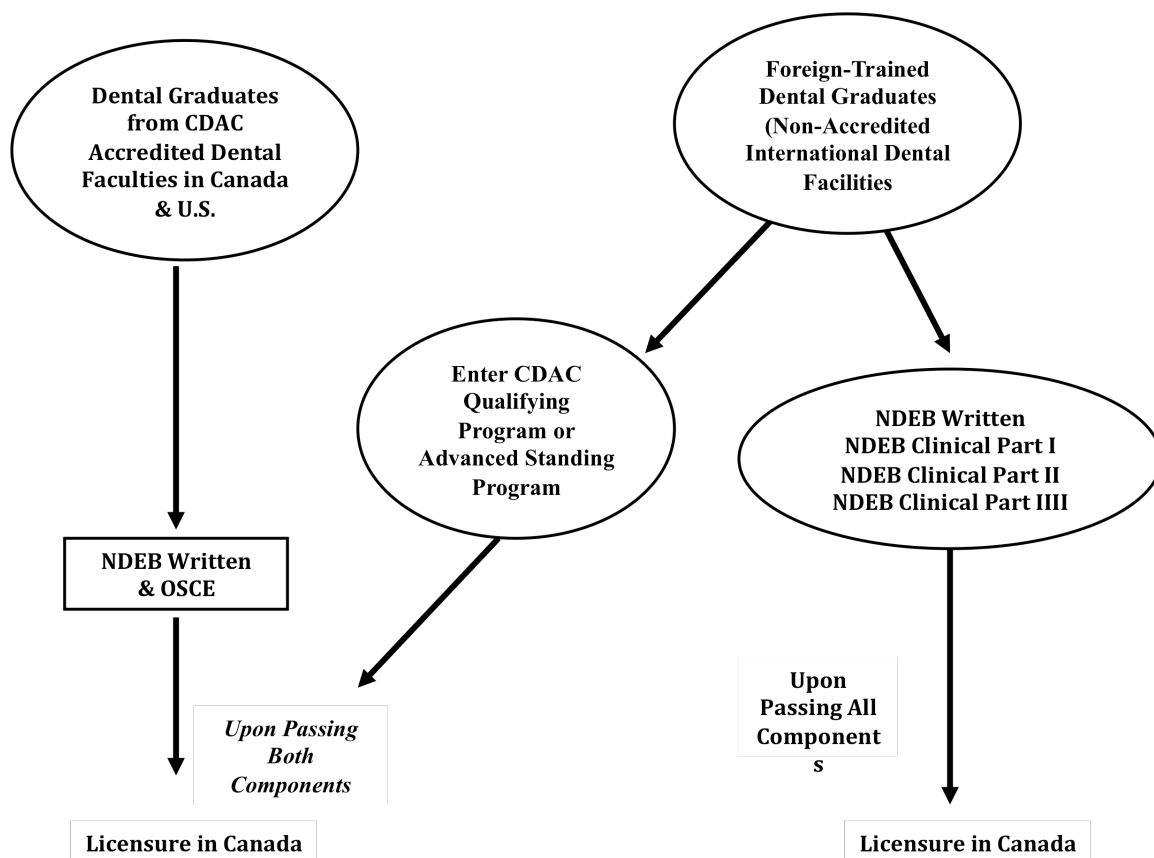 Dental Graduates
from CDAC
Accredited Dental
Faculties in Canada
& U.S.
Foreign-Trained
Dental Graduates
(Non-Accredited
International Dental
Facilities
Enter CDAC
Qualifying
Program or
Advanced Standing
Program
NDEB Written
NDEB Clinical Part I
NDEB Clinical Part II
NDEB Clinical Part IIII
NDEB Written
& OSCE
Upon Passing
Both
Components
Upon
Passing All
Component
s
Licensure in Canada
Licensure in Canada